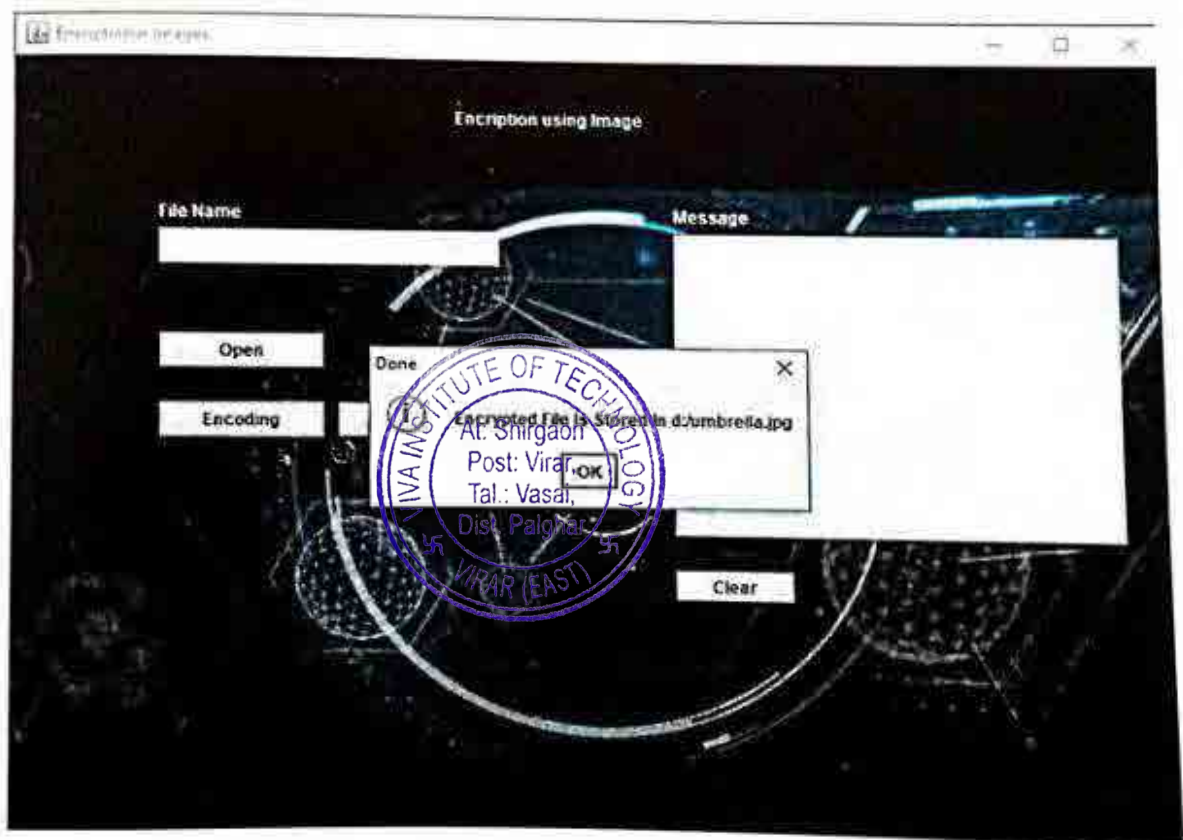 Encription using Image
File Name
Message
Open
Done
Encrypted File Is Stored in d:/umbrella.jpg
Encoding
OK
Clear
VIVA INSTITUTE OF TECHNOLOGY
At: Shirgaon
Post: Virar,
Tal.: Vasai,
Dist. Palghar
VIRAR (EAST)